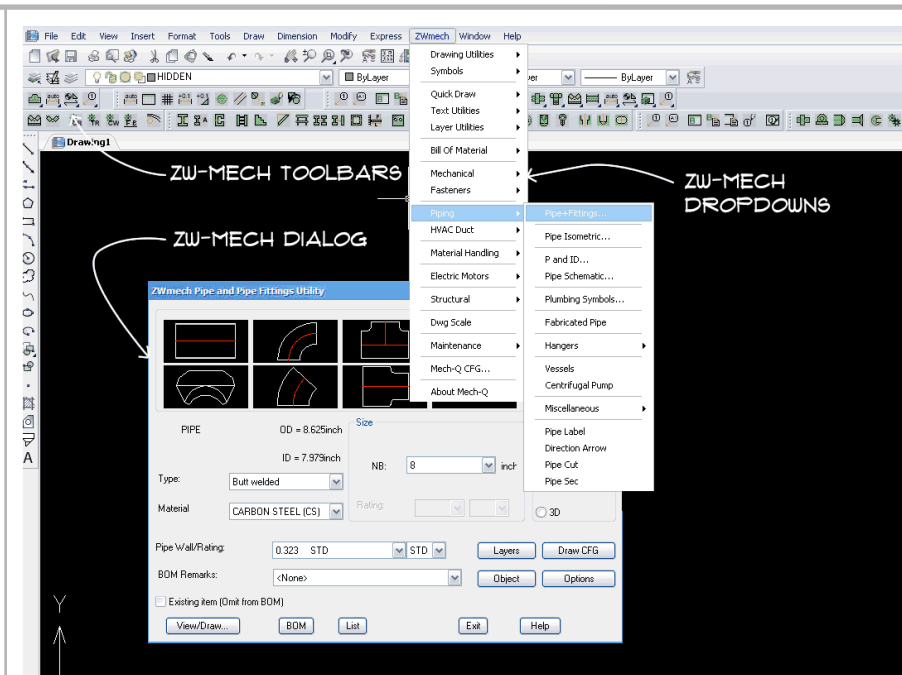 File Edit View Insert Format Tools Draw Dimension Modify Express ZWmech Window Help
HIDDEN
ByLayer
ByLayer
Drawing1
ZW-MECH TOOLBARS
ZW-MECH DROPDOWNS
ZW-MECH DIALOG
Drawing Utilities
Symbols
Quick Draw
Text Utilities
Layer Utilities
Bill Of Material
Mechanical
Fasteners
Piping
HVAC Duct
Material Handling
Electric Motors
Structural
Dwg Scale
Maintenance
Mech-Q CFG...
About Mech-Q
Pipe+Fittings...
Pipe Isometric...
P and ID...
Pipe Schematic...
Plumbing Symbols...
Fabricated Pipe
Hangers
Vessels
Centrifugal Pump
Miscellaneous
Pipe Label
Direction Arrow
Pipe Cut
Pipe Sec
ZWmech Pipe and Pipe Fittings Utility
PIPE
OD = 8.625inch
ID = 7.979inch
Size
NB: 8 inch
Type: Butt welded
Material CARBON STEEL (CS)
Rating:
3D
Pipe Wall/Rating: 0.323 STD STD
Layers Draw CFG
BOM Remarks: <None>
Object Options
Existing item (Omit from BOM)
View/Draw... BOM List Exit Help
Y
A